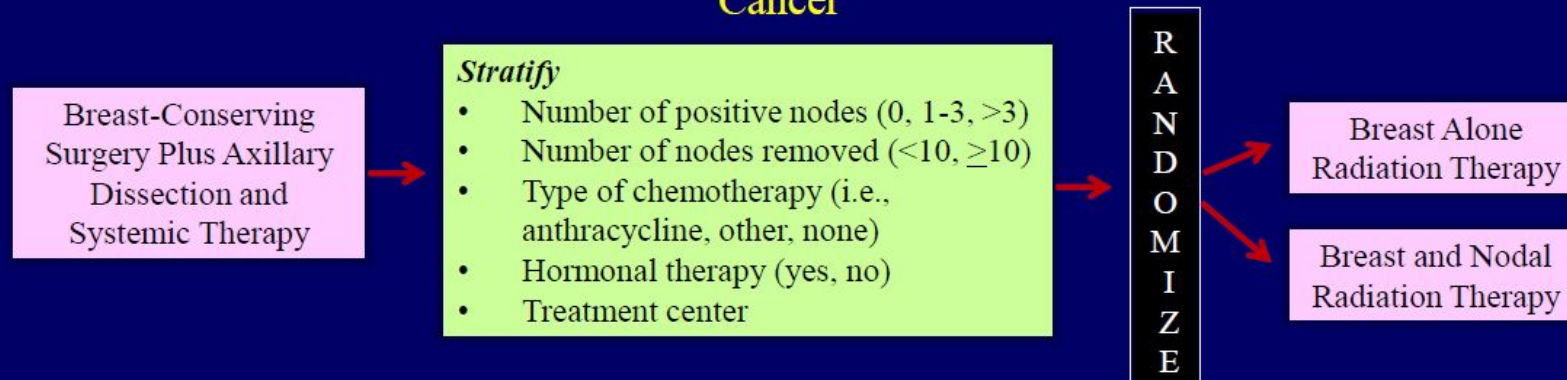 Cancer
Breast-Conserving
Surgery Plus Axillary
Dissection and
Systemic Therapy
Stratify
• Number of positive nodes (0, 1-3, >3)
• Number of nodes removed (<10, ≥10)
• Type of chemotherapy (i.e.,
anthracycline, other, none)
• Hormonal therapy (yes, no)
• Treatment center
R
A
N
D
O
M
I
Z
E
Breast Alone
Radiation Therapy
Breast and Nodal
Radiation Therapy